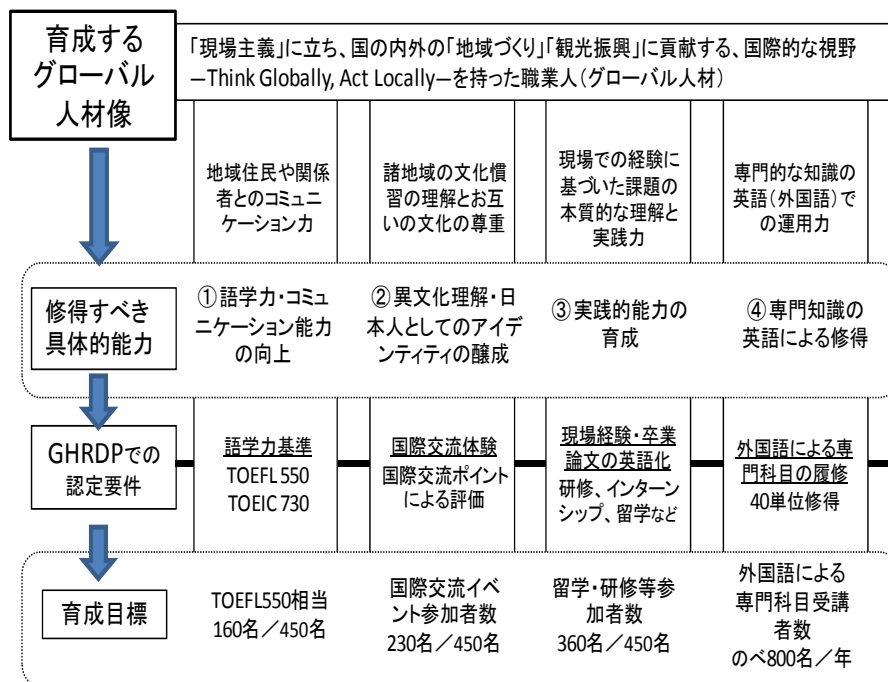 育成する
グローバル
人材像
「現場主義」に立ち、国の内外の「地域づくり」「観光振興」に貢献する、国際的な視野
―Think Globally, Act Locally―を持った職業人（グローバル人材）
地域住民や関係
者とのコミュニ
ケーション力
諸地域の文化慣
習の理解とお互
いの文化の尊重
現場での経験に
基づいた課題の
本質的な理解と
実践力
専門的な知識の
英語（外国語）で
の運用力
修得すべき
具体的能力
①語学力・コミュ
ニケーション能力
の向上
②異文化理解・日
本人としてのアイデ
ンティティの醸成
③実践的能力の
育成
④専門知識の
英語による修得
GHRDPでの
認定要件
語学力基準
TOEFL 550
TOEIC 730
国際交流体験
国際交流ポイント
による評価
現場経験・卒業
論文の英語化
研修、インターン
シップ、留学など
外国語による専
門科目の履修
40単位修得
育成目標
TOEFL550相当
160名／450名
国際交流イベ
ント参加者数
230名／450名
留学・研修等参
加者数
360名／450名
外国語による
専門科目受講
者数
のべ800名／年